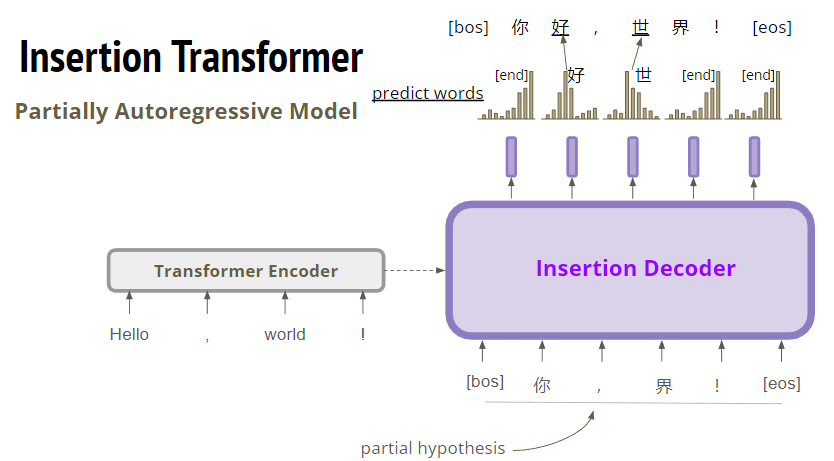 Insertion Transformer
Partially Autoregressive Model
[bos] 你 好 , 世 界 ! [eos]
predict words
[end] 好 世 [end] [end]
Insertion Decoder
Transformer Encoder
Hello , world !
[bos] 你 , 界 ! [eos]
partial hypothesis